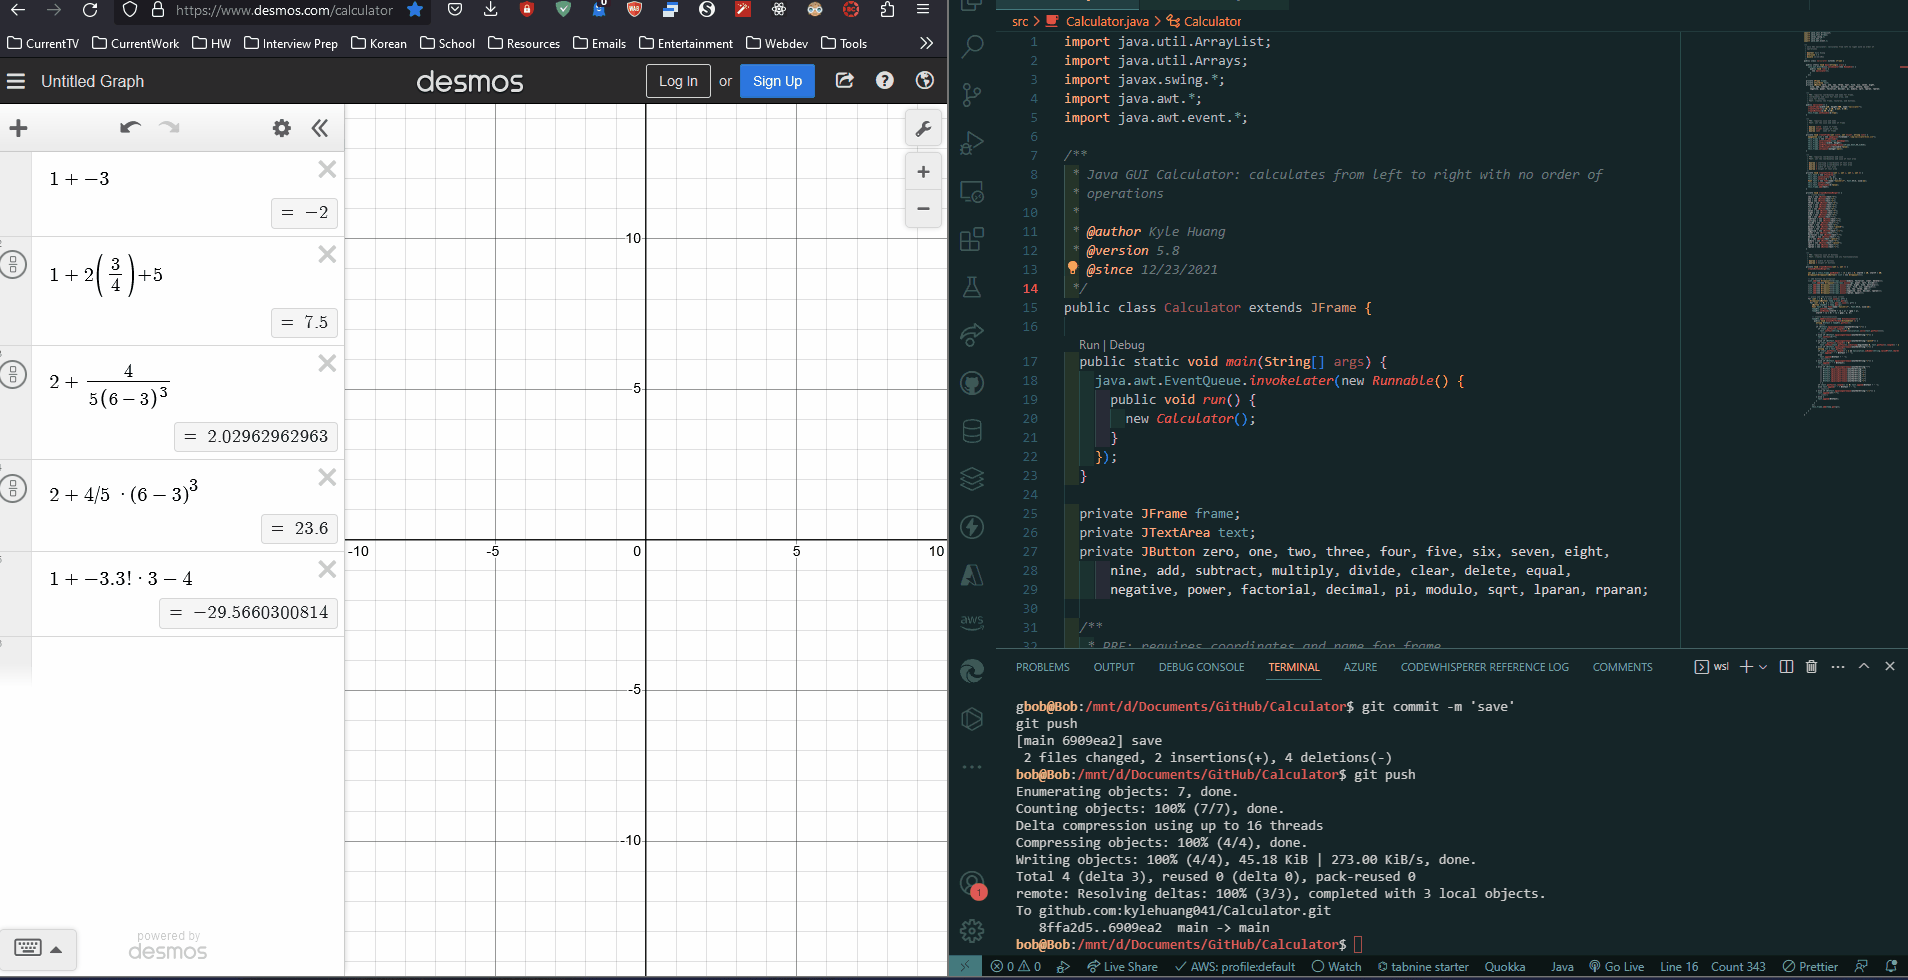 https://www.desmos.com/calculator
CurrentTV CurrentWork HW Interview Prep Korean School Resources Emails Entertainment Webdev Tools
Untitled Graph desmos Log In or Sign Up
1 + −3
= −2
1 + 2(3/4)+5
= 7.5
2 + 4/5(6 − 3)³
= 2.02962962963
2 + 4/5 · (6 − 3)³
= 23.6
1 + −3.3! · 3 − 4
= −29.5660300814
10
5
-10 -5 0 5 10
-5
-10
powered by
desmos
src > Calculator.java > Calculator
1 import java.util.ArrayList;
2 import java.util.Arrays;
3 import javax.swing.*;
4 import java.awt.*;
5 import java.awt.event.*;
6
7 /**
8 * Java GUI Calculator: calculates from left to right with no order of
9 * operations
10 *
11 * @author Kyle Huang
12 * @version 5.8
13 * @since 12/23/2021
14 */
15 public class Calculator extends JFrame {
16
Run | Debug
17 public static void main(String[] args) {
18 java.awt.EventQueue.invokeLater(new Runnable() {
19 public void run() {
20 new Calculator();
21 }
22 });
23 }
24
25 private JFrame frame;
26 private JTextArea text;
27 private JButton zero, one, two, three, four, five, six, seven, eight,
28 nine, add, subtract, multiply, divide, clear, delete, equal,
29 negative, power, factorial, decimal, pi, modulo, sqrt, lparan, rparan;
30
31 /**
32 * PRE: requires coordinates and name for frame
PROBLEMS OUTPUT DEBUG CONSOLE TERMINAL AZURE CODEWHISPERER REFERENCE LOG COMMENTS wsl
gbob@Bob:/mnt/d/Documents/GitHub/Calculator$ git commit -m 'save'
git push
[main 6909ea2] save
2 files changed, 2 insertions(+), 4 deletions(-)
bob@Bob:/mnt/d/Documents/GitHub/Calculator$ git push
Enumerating objects: 7, done.
Counting objects: 100% (7/7), done.
Delta compression using up to 16 threads
Compressing objects: 100% (4/4), done.
Writing objects: 100% (4/4), 45.18 KiB | 273.00 KiB/s, done.
Total 4 (delta 3), reused 0 (delta 0), pack-reused 0
remote: Resolving deltas: 100% (3/3), completed with 3 local objects.
To github.com:kylehuang041/Calculator.git
8ffa2d5..6909ea2 main -> main
bob@Bob:/mnt/d/Documents/GitHub/Calculator$
aws
1
0 0 Live Share AWS: profile:default Watch tabnine starter Quokka Java Go Live Line 16 Count 343 Prettier